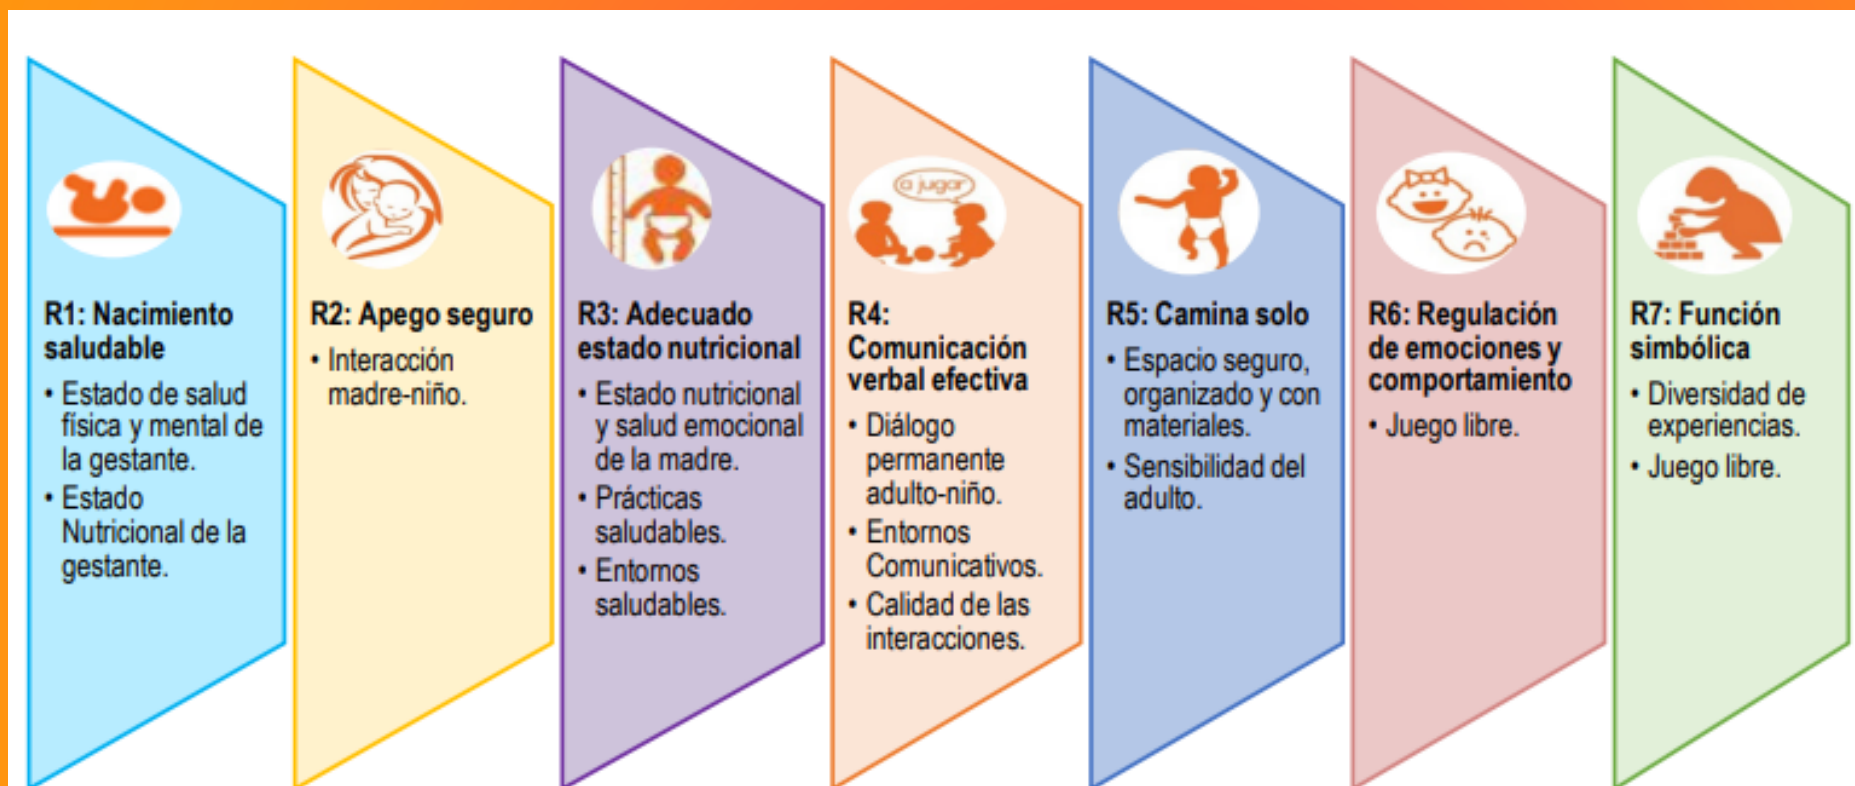 R1: Nacimiento
saludable
• Estado de salud
física y mental de
la gestante.
• Estado
Nutricional de la
gestante.
R2: Apego seguro
• Interacción
madre-niño.
R3: Adecuado
estado nutricional
• Estado nutricional
y salud emocional
de la madre.
• Prácticas
saludables.
• Entornos
saludables.
a jugar
R4:
Comunicación
verbal efectiva
• Diálogo
permanente
adulto-niño.
• Entornos
Comunicativos.
• Calidad de las
interacciones.
R5: Camina solo
• Espacio seguro,
organizado y con
materiales.
• Sensibilidad del
adulto.
R6: Regulación
de emociones y
comportamiento
• Juego libre.
R7: Función
simbólica
• Diversidad de
experiencias.
• Juego libre.